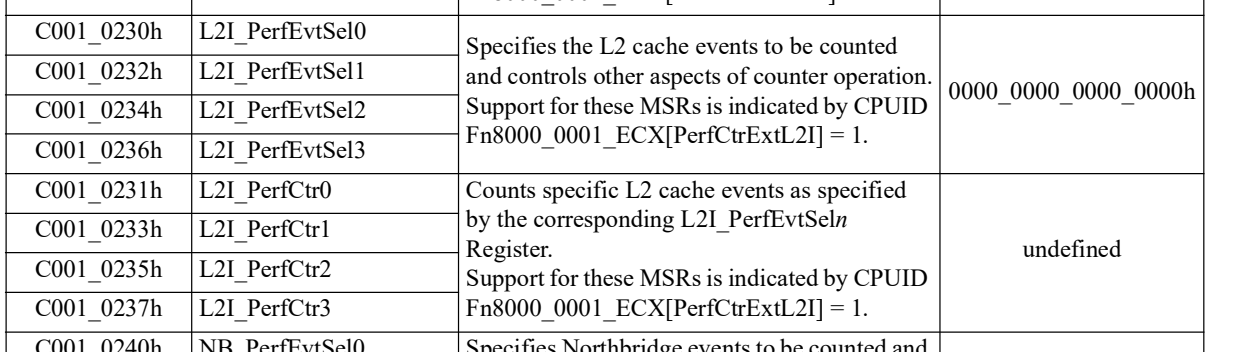 C001_0230h L2I_PerfEvtSel0
C001_0232h L2I_PerfEvtSel1
C001_0234h L2I_PerfEvtSel2
C001_0236h L2I_PerfEvtSel3
Specifies the L2 cache events to be counted
and controls other aspects of counter operation.
Support for these MSRs is indicated by CPUID
Fn8000_0001_ECX[PerfCtrExtL2I] = 1.
0000_0000_0000_0000h
C001_0231h L2I_PerfCtr0
C001_0233h L2I_PerfCtr1
C001_0235h L2I_PerfCtr2
C001_0237h L2I_PerfCtr3
Counts specific L2 cache events as specified
by the corresponding L2I_PerfEvtSeln
Register.
Support for these MSRs is indicated by CPUID
Fn8000_0001_ECX[PerfCtrExtL2I] = 1.
undefined
C001_0240h NB_PerfEvtSel0
Specifies Northbridge events to be counted and